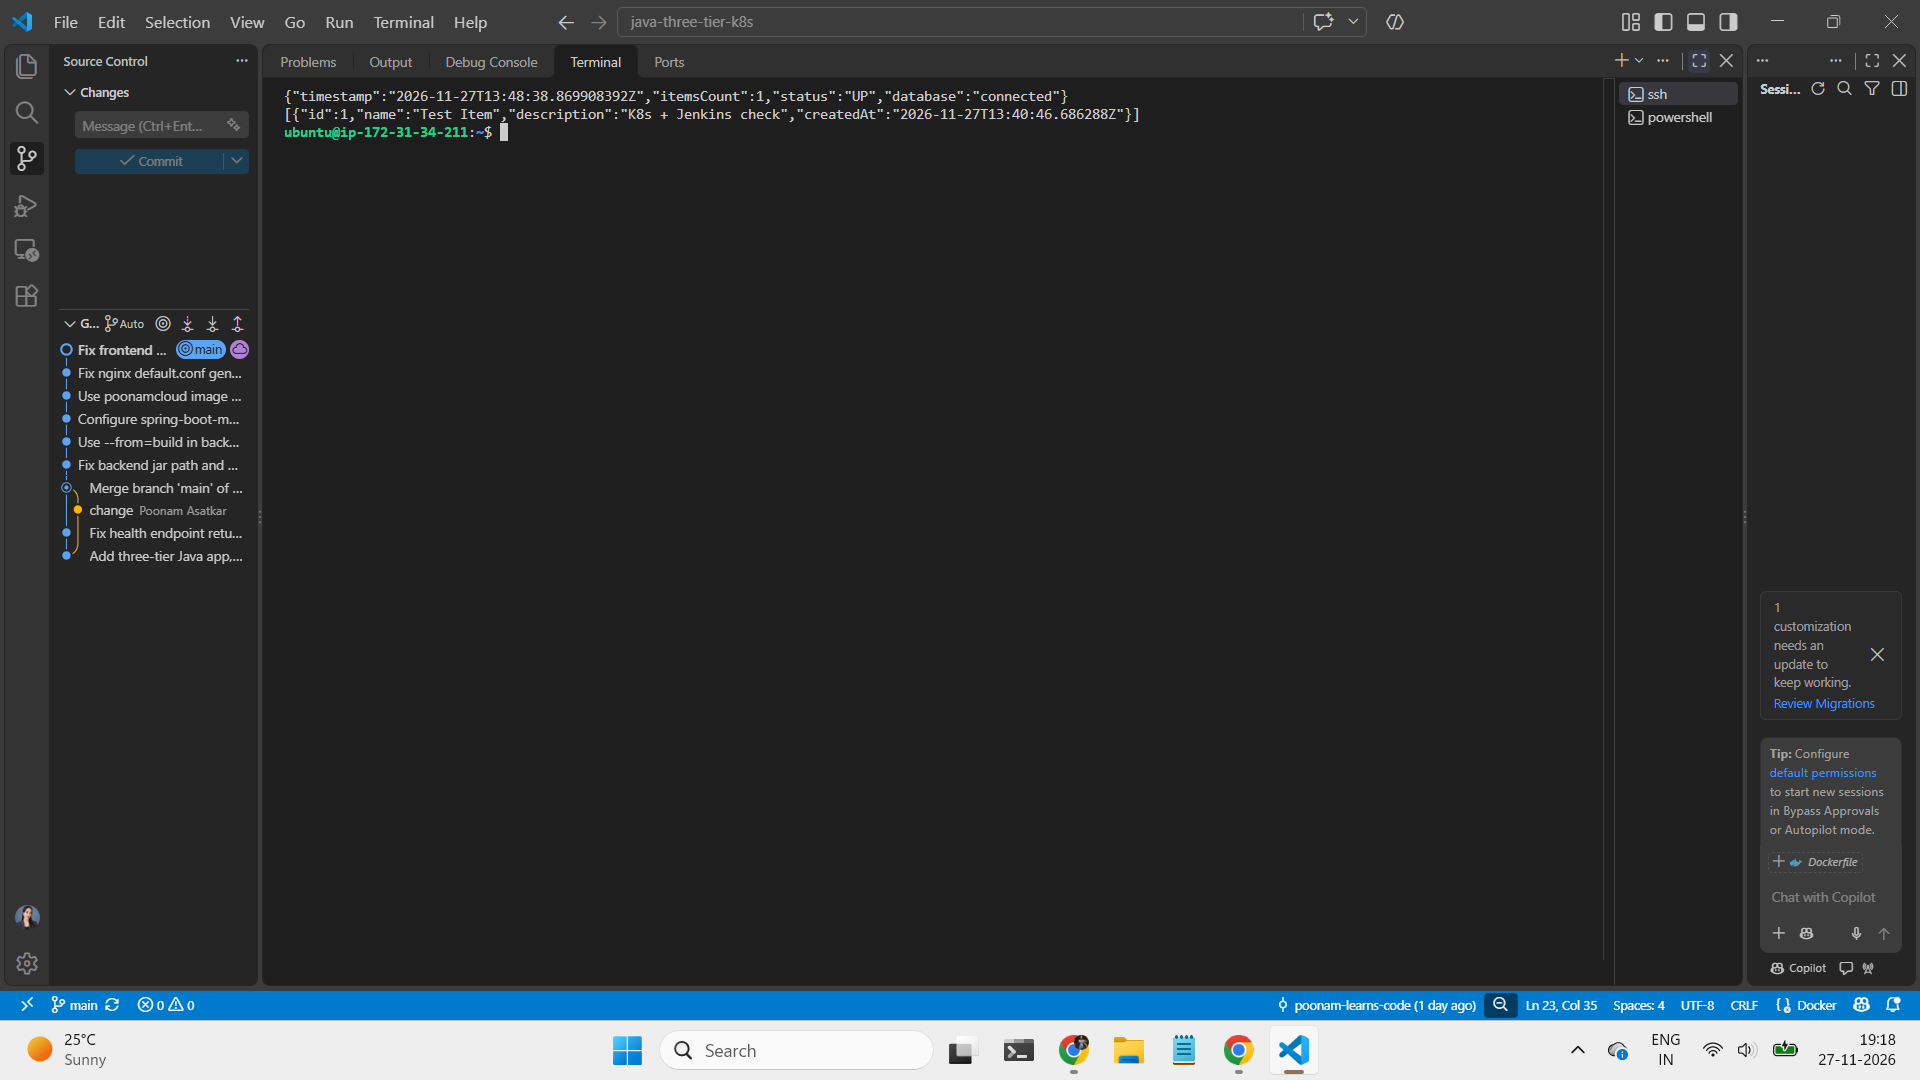 File Edit Selection View Go Run Terminal Help
java-three-tier-k8s
Source Control
Changes
Message (Ctrl+Ent...
Commit
G... Auto
Fix frontend ... main
Fix nginx default.conf gen...
Use poonamcloud image ...
Configure spring-boot-m...
Use --from=build in back...
Fix backend jar path and ...
Merge branch 'main' of ...
change Poonam Asatkar
Fix health endpoint retu...
Add three-tier Java app,...
Problems Output Debug Console Terminal Ports
{"timestamp":"2026-11-27T13:48:38.869908392Z","itemsCount":1,"status":"UP","database":"connected"}
[{"id":1,"name":"Test Item","description":"K8s + Jenkins check","createdAt":"2026-11-27T13:40:46.686288Z"}]
ubuntu@ip-172-31-34-211:~$
ssh
powershell
Sessi...
1
customization
needs an
update to
keep working.
Review Migrations
Tip: Configure
default permissions
to start new sessions
in Bypass Approvals
or Autopilot mode.
Dockerfile
Chat with Copilot
Copilot
main 0 0
poonam-learns-code (1 day ago) Ln 23, Col 35 Spaces: 4 UTF-8 CRLF Docker
25°C
Sunny
Search
ENG
IN
19:18
27-11-2026